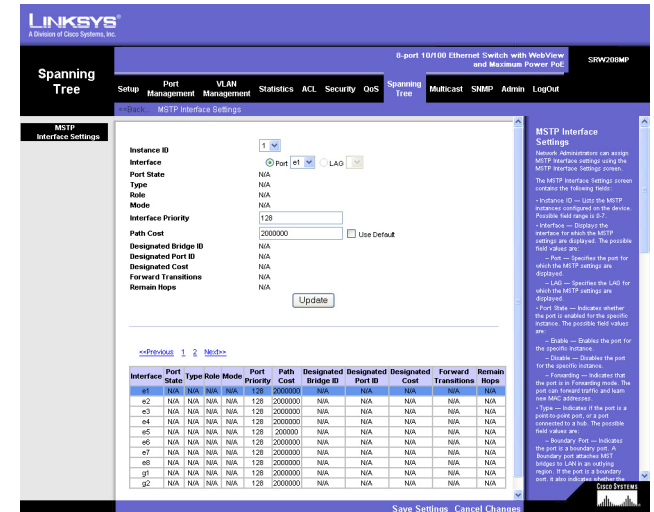 LINKSYS®
A Division of Cisco Systems, Inc.
8-port 10/100 Ethernet Switch with WebView and Maximum Power PoE
SRW208MP
Spanning Tree
Setup
Port Management
VLAN Management
Statistics
ACL
Security
QoS
Spanning Tree
Multicast
SNMP
Admin
LogOut
<<Back...
MSTP Interface Settings
MSTP Interface Settings
Instance ID 1
Interface Port e1 LAG
Port State N/A
Type N/A
Role N/A
Mode N/A
Interface Priority 128
Path Cost 2000000 Use Default
Designated Bridge ID N/A
Designated Port ID N/A
Designated Cost N/A
Forward Transitions N/A
Remain Hops N/A
Update
<<Previous 1 2 Next>>
Interface Port State Type Role Mode Port Priority Path Cost Designated Bridge ID Designated Port ID Designated Cost Forward Transitions Remain Hops
e1 N/A N/A N/A N/A 128 2000000 N/A N/A N/A N/A N/A
e2 N/A N/A N/A N/A 128 2000000 N/A N/A N/A N/A N/A
e3 N/A N/A N/A N/A 128 2000000 N/A N/A N/A N/A N/A
e4 N/A N/A N/A N/A 128 2000000 N/A N/A N/A N/A N/A
e5 N/A N/A N/A N/A 128 200000 N/A N/A N/A N/A N/A
e6 N/A N/A N/A N/A 128 2000000 N/A N/A N/A N/A N/A
e7 N/A N/A N/A N/A 128 2000000 N/A N/A N/A N/A N/A
e8 N/A N/A N/A N/A 128 2000000 N/A N/A N/A N/A N/A
g1 N/A N/A N/A N/A 128 2000000 N/A N/A N/A N/A N/A
g2 N/A N/A N/A N/A 128 2000000 N/A N/A N/A N/A N/A
MSTP Interface
Settings
Network Administrators can assign
MSTP Interface settings using the
MSTP Interface Settings screen.
The MSTP Interface Settings screen
contains the following fields:
• Instance ID — Lists the MSTP
instances configured on the device.
Possible field range is 0-7.
• Interface — Displays the
interface for which the MSTP
settings are displayed. The possible
field values are:
– Port — Specifies the port for
which the MSTP settings are
displayed.
– LAG — Specifies the LAG for
which the MSTP settings are
displayed.
• Port State — Indicates whether
the port is enabled for the specific
instance. The possible field values
are:
– Enable — Enables the port for
the specific instance.
– Disable — Disables the port
for the specific instance.
– Forwarding — Indicates that
the port is in Forwarding mode. The
port can forward traffic and learn
new MAC addresses.
• Type — Indicates if the port is a
point-to-point port, or a port
connected to a hub. The possible
field values are:
– Boundary Port — Indicates
the port is a boundary port. A
Boundary port attaches MST
bridges to LAN in an outlying
region. If the port is a boundary
port, it also indicates whether the
Save Settings
Cancel Changes
CISCO SYSTEMS